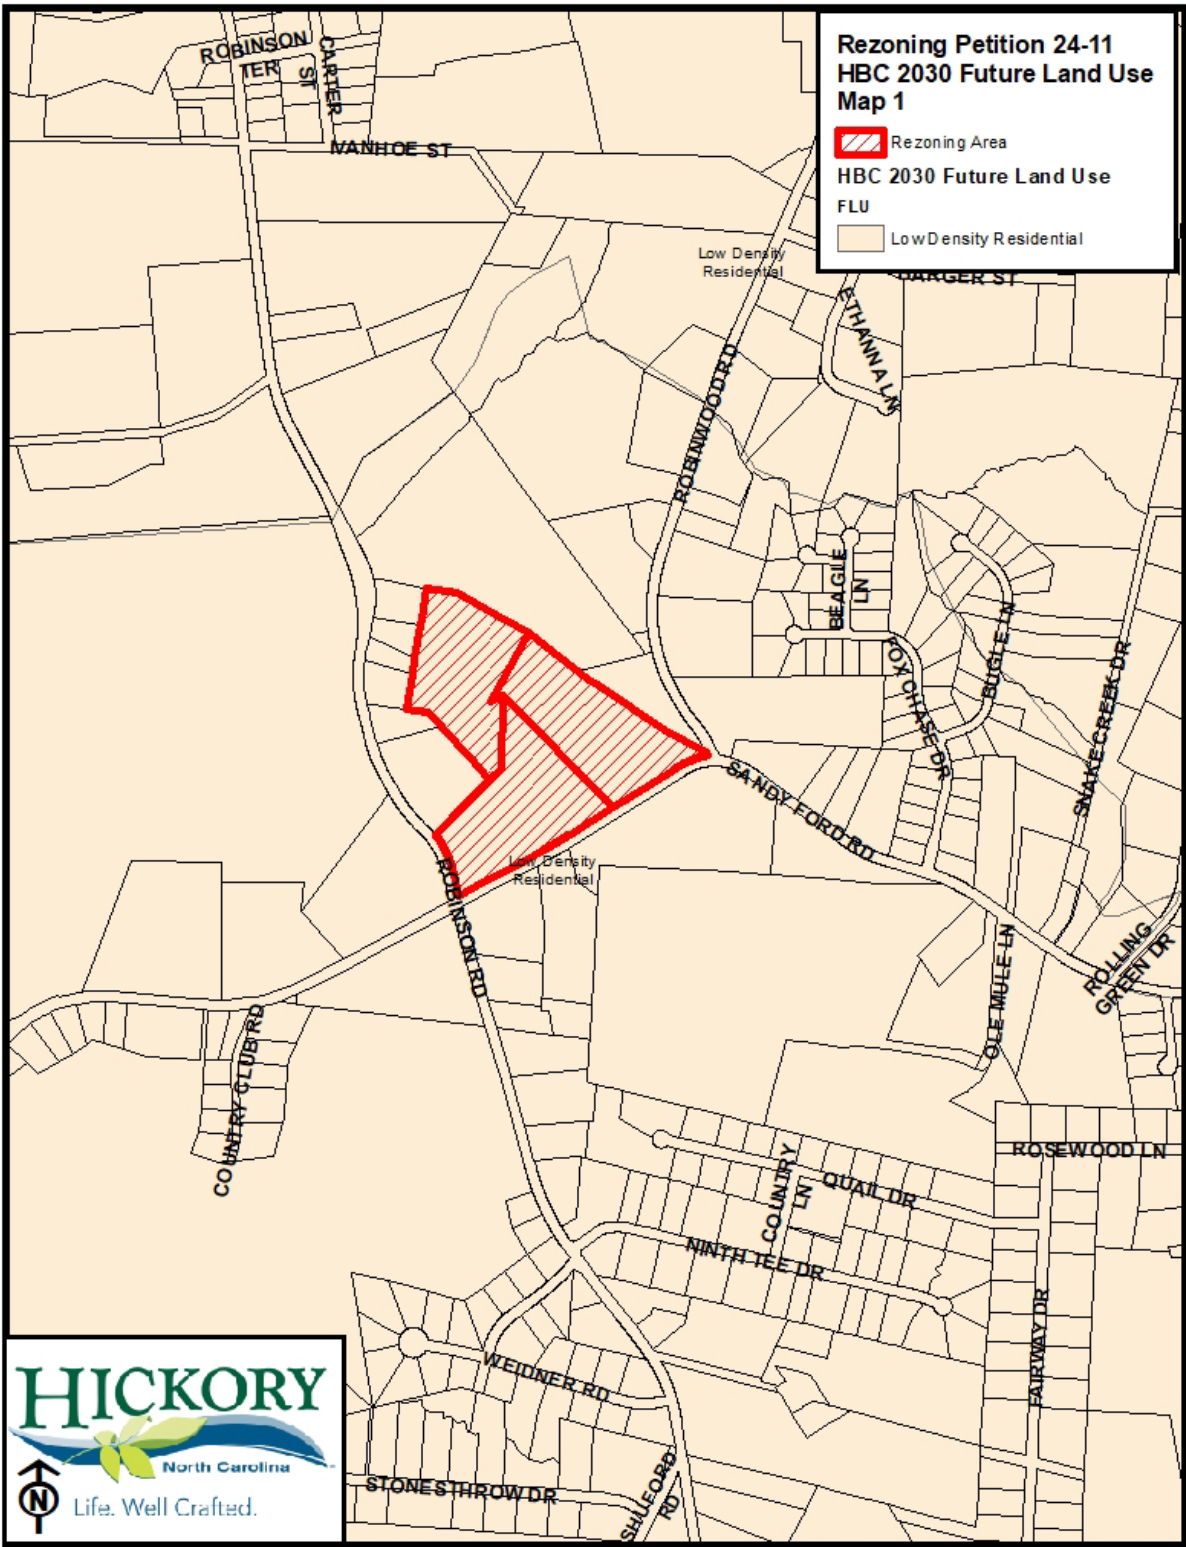 Rezoning Petition 24-11
HBC 2030 Future Land Use
Map 1
Rezoning Area
HBC 2030 Future Land Use
FLU
Low Density Residential
ROBINSON
TER
CARTER
ST
IVANHOE ST
Low Density
Residential
BARGER ST
ETHANNA LN
ROBINWOOD RD
BEAGLE
LN
FOX CHASE DR
BUGLE LN
SNAKE CREEK DR
SANDY FORD RD
Low Density
Residential
ROBINSON RD
ROLLING
GREEN DR
OLE MULE LN
COUNTRY CLUB RD
ROSEWOOD LN
COUNTRY
LN
QUAIL DR
NINTH TEE DR
FAIRWAY DR
WEIDNER RD
STONESTHROW DR
SHUFORD
RD
HICKORY
North Carolina
N
Life. Well Crafted.